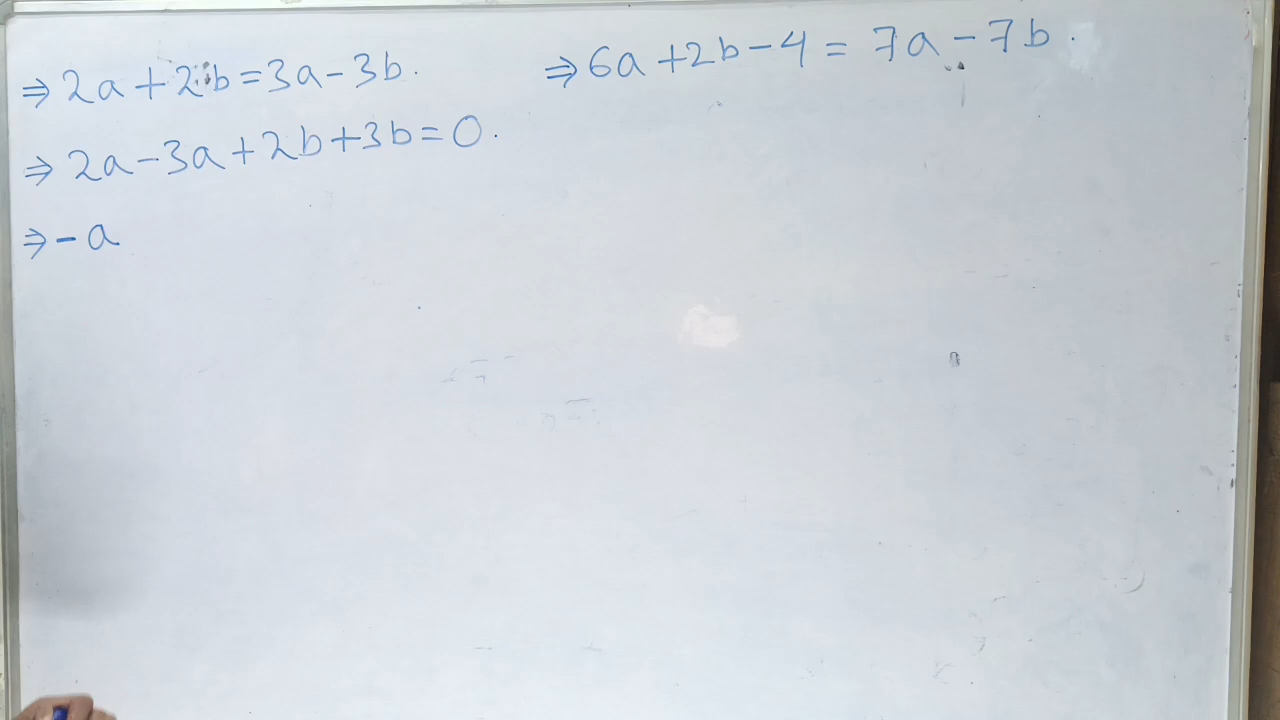 ⇒ 2a + 2b = 3a - 3b.
⇒ 2a - 3a + 2b + 3b = 0.
⇒ - a
⇒ 6a + 2b - 4 = 7a - 7b.